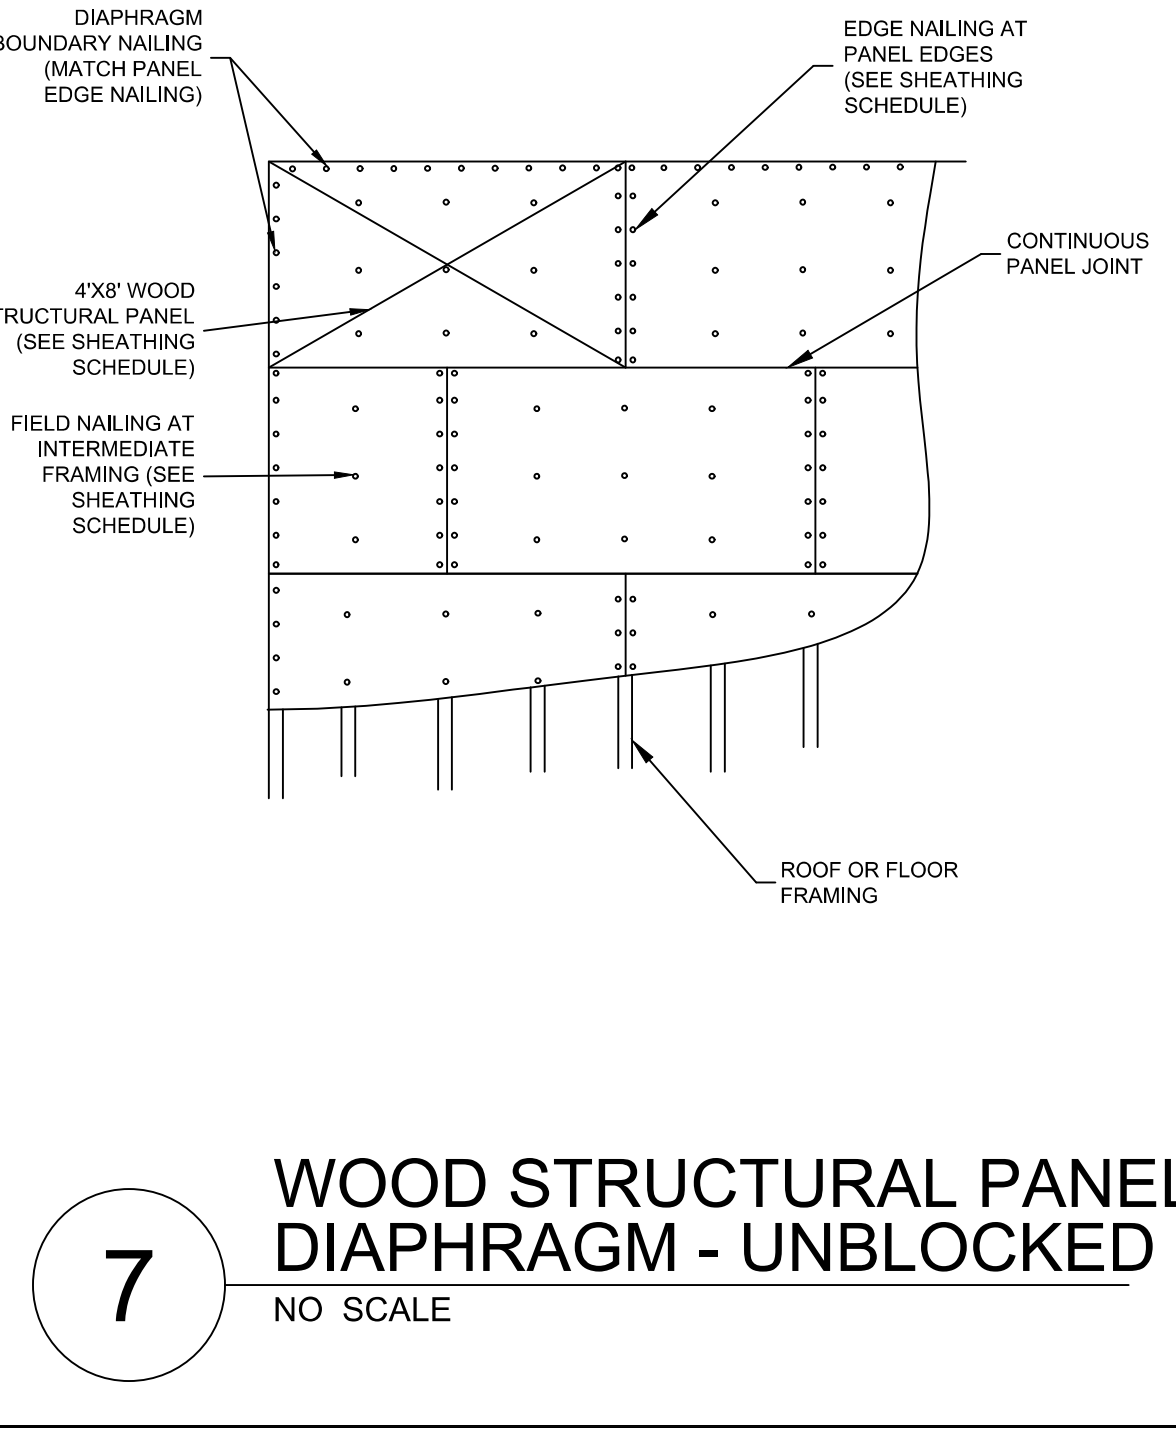 DIAPHRAGM
BOUNDARY NAILING
(MATCH PANEL
EDGE NAILING)
EDGE NAILING AT
PANEL EDGES
(SEE SHEATHING
SCHEDULE)
CONTINUOUS
PANEL JOINT
4'X8' WOOD
TRUCTURAL PANEL
(SEE SHEATHING
SCHEDULE)
FIELD NAILING AT
INTERMEDIATE
FRAMING (SEE
SHEATHING
SCHEDULE)
ROOF OR FLOOR
FRAMING
7
WOOD STRUCTURAL PANEL
DIAPHRAGM - UNBLOCKED
NO SCALE